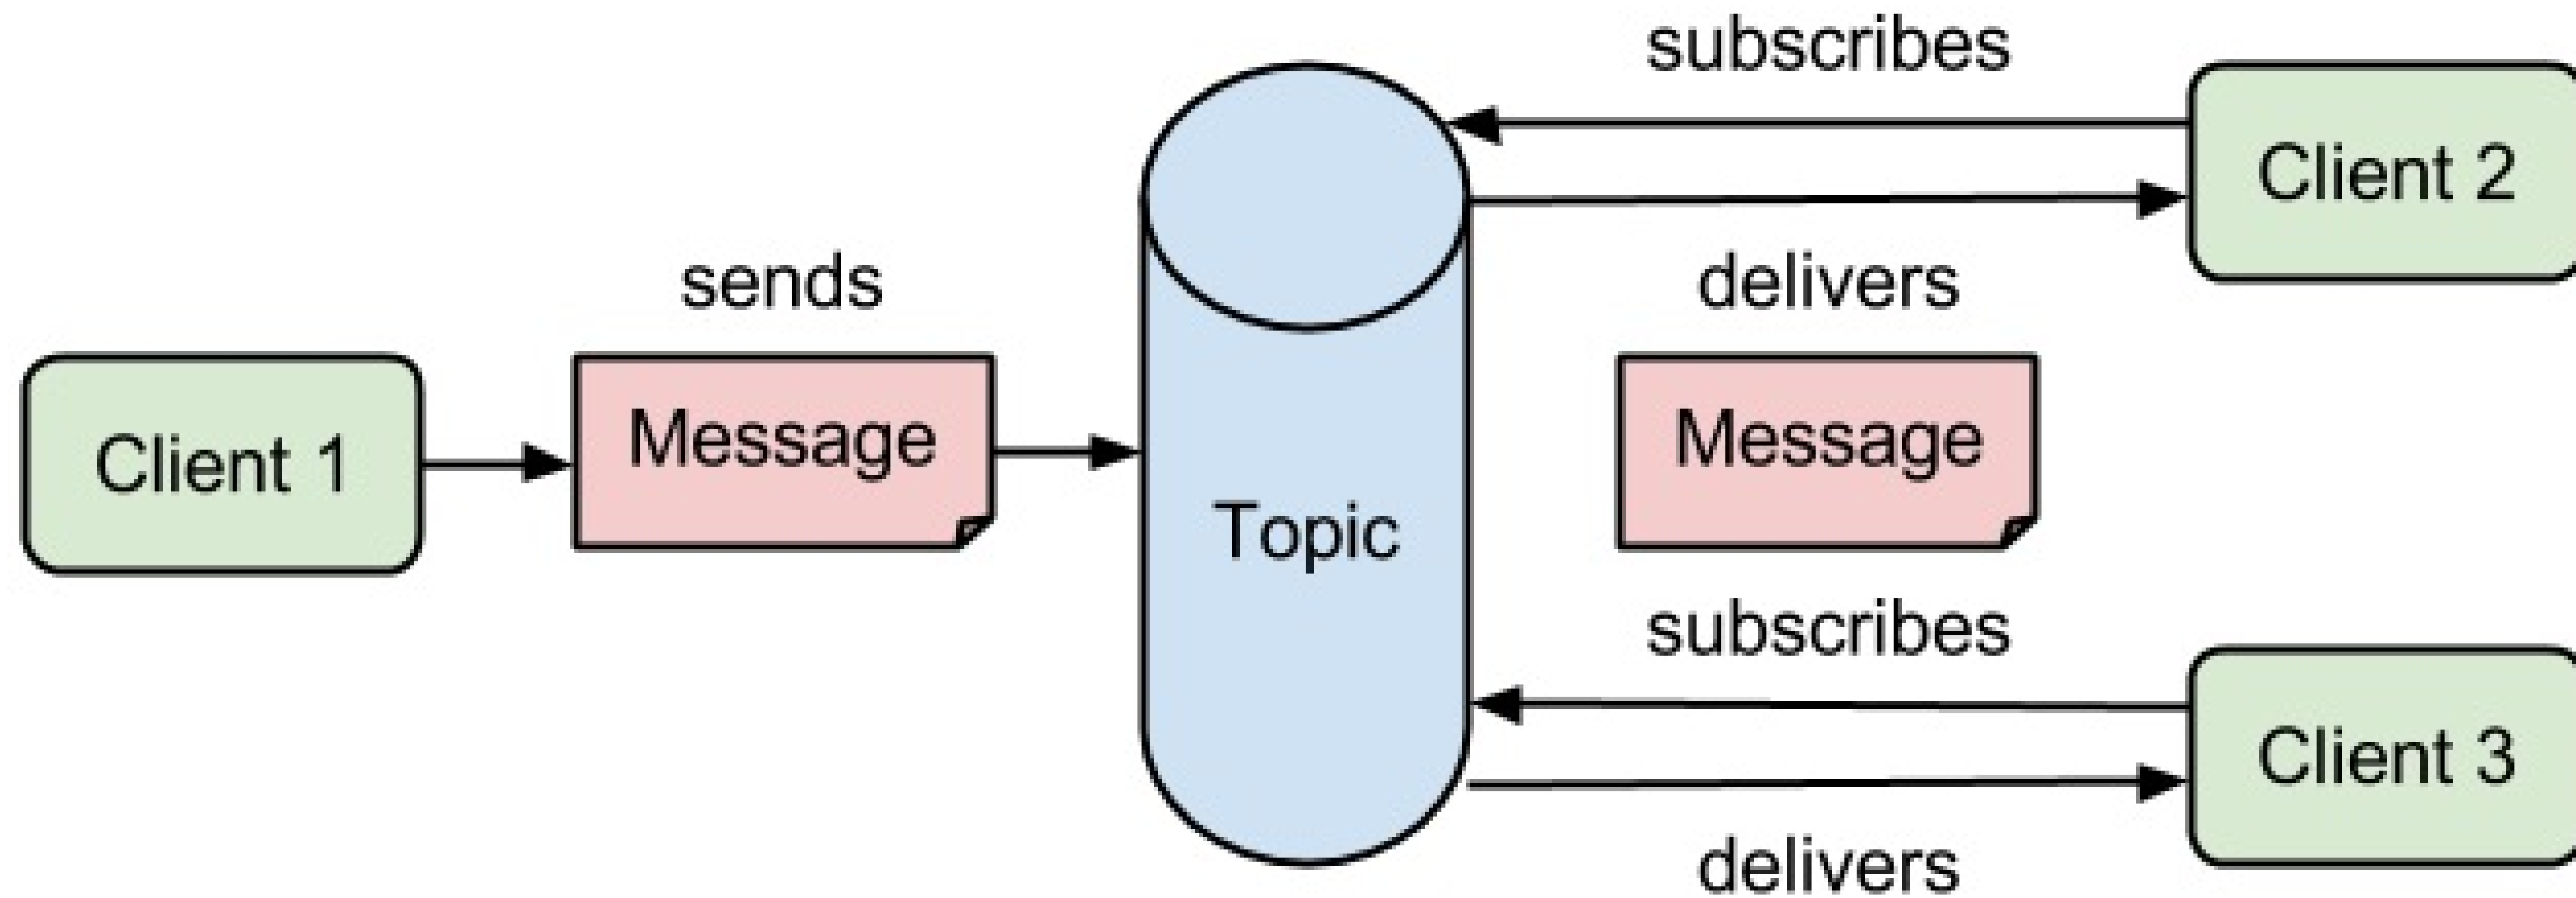 subscribes
Client 2
sends
delivers
Client 1
Message
Message
Topic
subscribes
Client 3
delivers